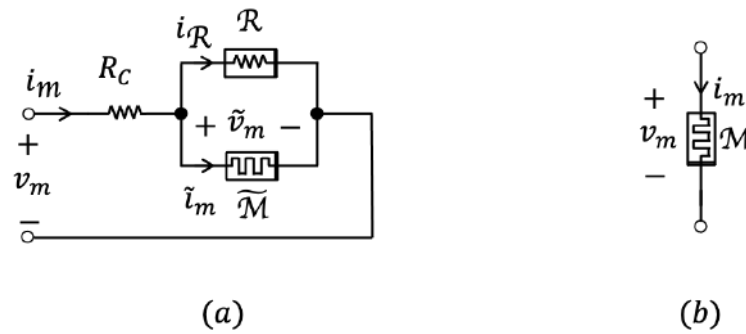 i_ℛ ℛ
i_m R_C
+ ṽ_m −
+
v_m
−
ĩ_m ℳ̃
(a)
+ i_m
v_m ℳ
−
(b)